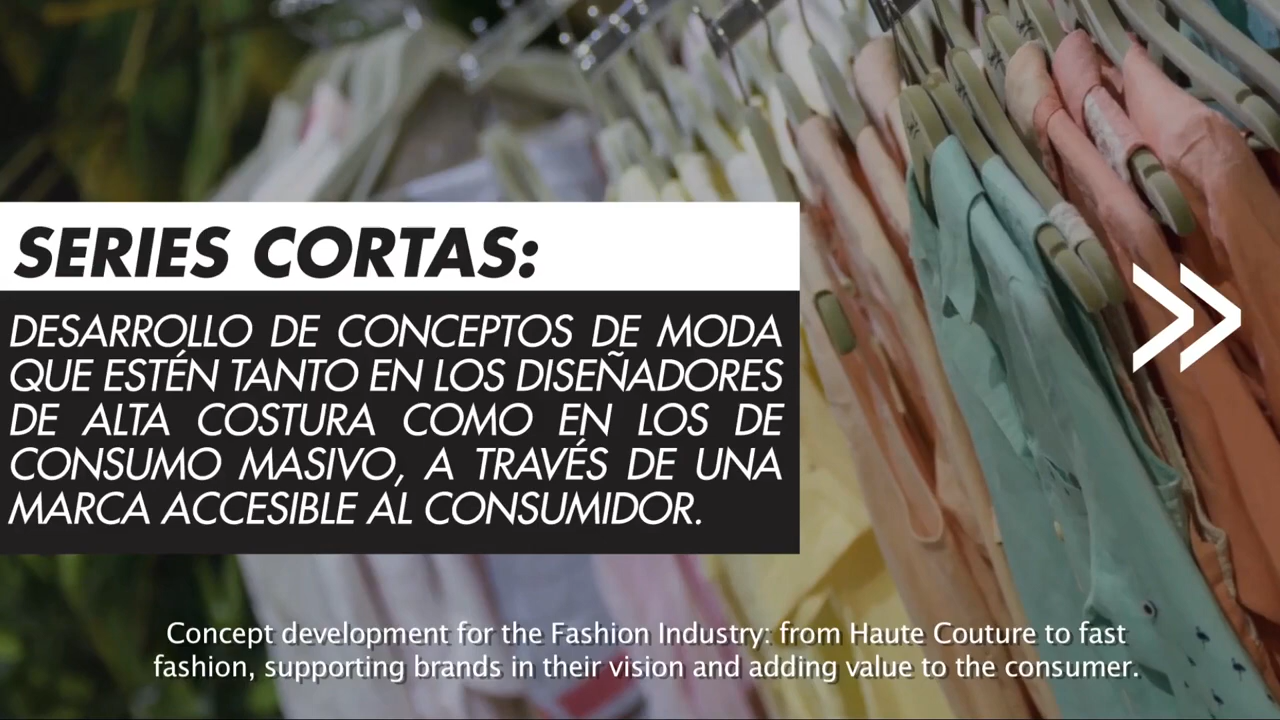 SERIES CORTAS:
DESARROLLO DE CONCEPTOS DE MODA
QUE ESTÉN TANTO EN LOS DISEÑADORES
DE ALTA COSTURA COMO EN LOS DE
CONSUMO MASIVO, A TRAVÉS DE UNA
MARCA ACCESIBLE AL CONSUMIDOR.
Concept development for the Fashion Industry: from Haute Couture to fast
fashion, supporting brands in their vision and adding value to the consumer.